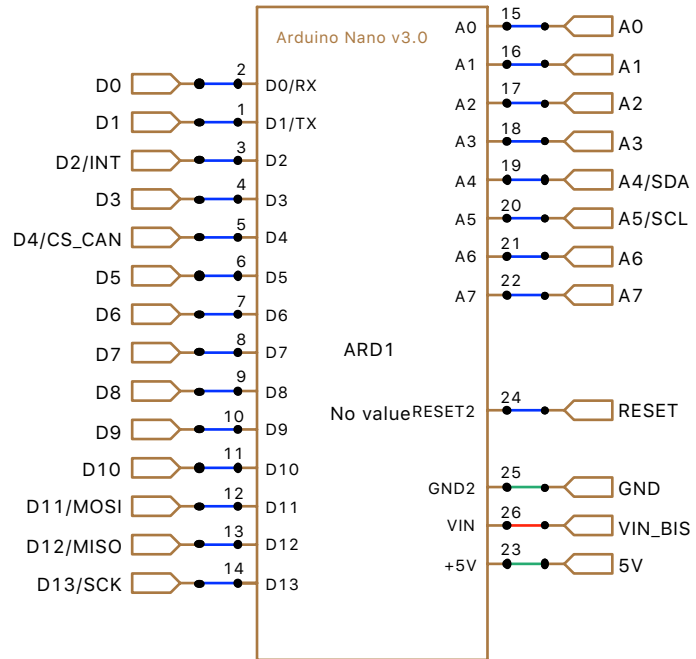 Arduino Nano v3.0
D0 2 D0/RX
D1 1 D1/TX
D2/INT 3 D2
D3 4 D3
D4/CS_CAN 5 D4
D5 6 D5
D6 7 D6
D7 8 D7
D8 9 D8
D9 10 D9
D10 11 D10
D11/MOSI 12 D11
D12/MISO 13 D12
D13/SCK 14 D13
ARD1
No value
A0 15 A0
A1 16 A1
A2 17 A2
A3 18 A3
A4 19 A4/SDA
A5 20 A5/SCL
A6 21 A6
A7 22 A7
RESET2 24 RESET
GND2 25 GND
VIN 26 VIN_BIS
+5V 23 5V